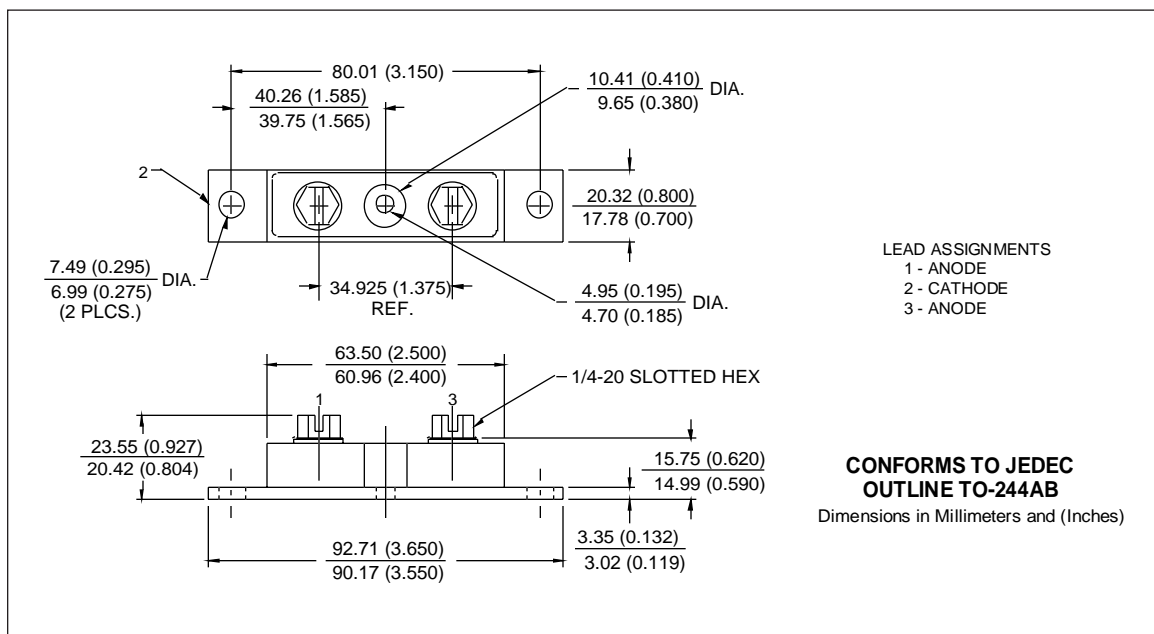 80.01 (3.150)
40.26 (1.585)
39.75 (1.565)
10.41 (0.410)
9.65 (0.380)
DIA.
2
20.32 (0.800)
17.78 (0.700)
7.49 (0.295)
6.99 (0.275)
DIA.
(2 PLCS.)
34.925 (1.375)
REF.
4.95 (0.195)
4.70 (0.185)
DIA.
LEAD ASSIGNMENTS
1 - ANODE
2 - CATHODE
3 - ANODE
63.50 (2.500)
60.96 (2.400)
1/4-20 SLOTTED HEX
1
3
23.55 (0.927)
20.42 (0.804)
15.75 (0.620)
14.99 (0.590)
3.35 (0.132)
3.02 (0.119)
92.71 (3.650)
90.17 (3.550)
CONFORMS TO JEDEC
OUTLINE TO-244AB
Dimensions in Millimeters and (Inches)